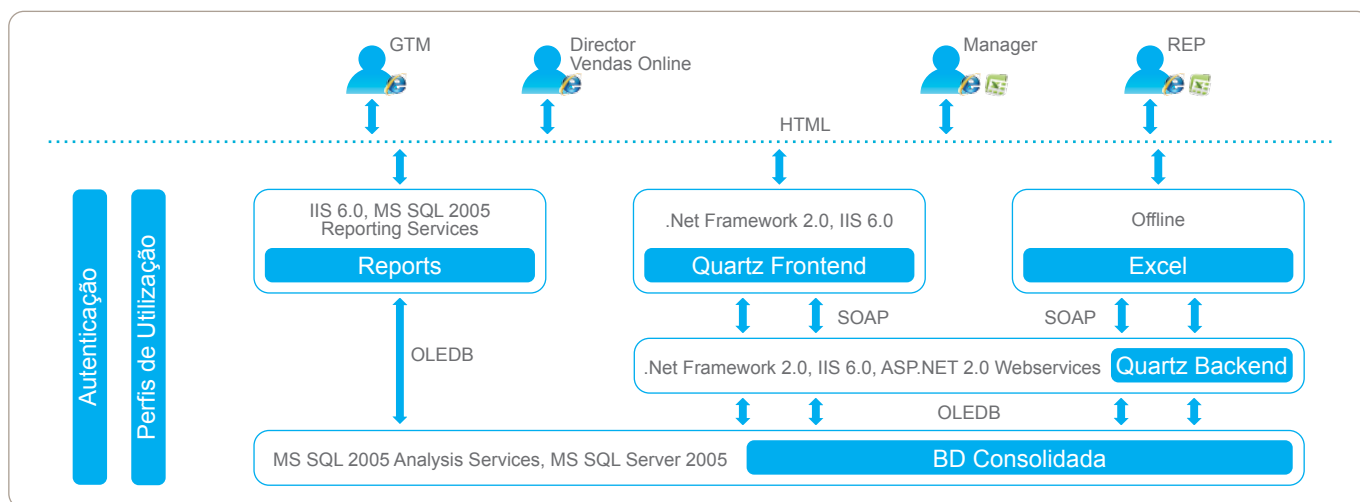 GTM
Director
Vendas Online
Manager
REP
HTML
Autenticação
Perfis de Utilização
IIS 6.0, MS SQL 2005
Reporting Services
Reports
.Net Framework 2.0, IIS 6.0
Quartz Frontend
Offline
Excel
SOAP
SOAP
OLEDB
.Net Framework 2.0, IIS 6.0, ASP.NET 2.0 Webservices
Quartz Backend
OLEDB
MS SQL 2005 Analysis Services, MS SQL Server 2005
BD Consolidada